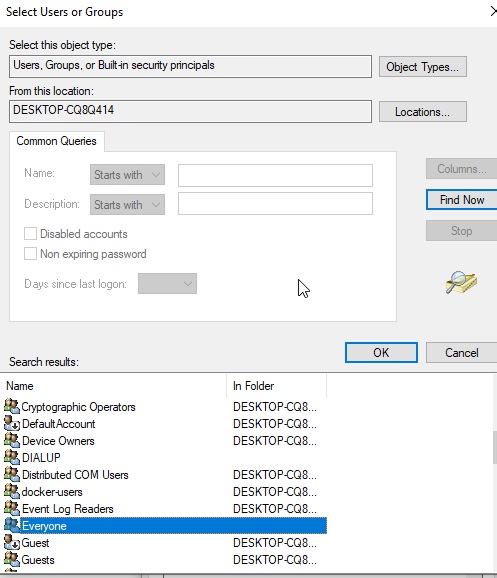 Select Users or Groups
Select this object type:
Users, Groups, or Built-in security principals
Object Types...
From this location:
DESKTOP-CQ8Q414
Locations...
Common Queries
Name:
Starts with
Columns...
Description:
Starts with
Find Now
Disabled accounts
Stop
Non expiring password
Days since last logon:
OK
Cancel
Search results:
Name In Folder
Cryptographic Operators DESKTOP-CQ8...
DefaultAccount DESKTOP-CQ8...
Device Owners DESKTOP-CQ8...
DIALUP
Distributed COM Users DESKTOP-CQ8...
docker-users DESKTOP-CQ8...
Event Log Readers DESKTOP-CQ8...
Everyone
Guest DESKTOP-CQ8...
Guests DESKTOP-CQ8...